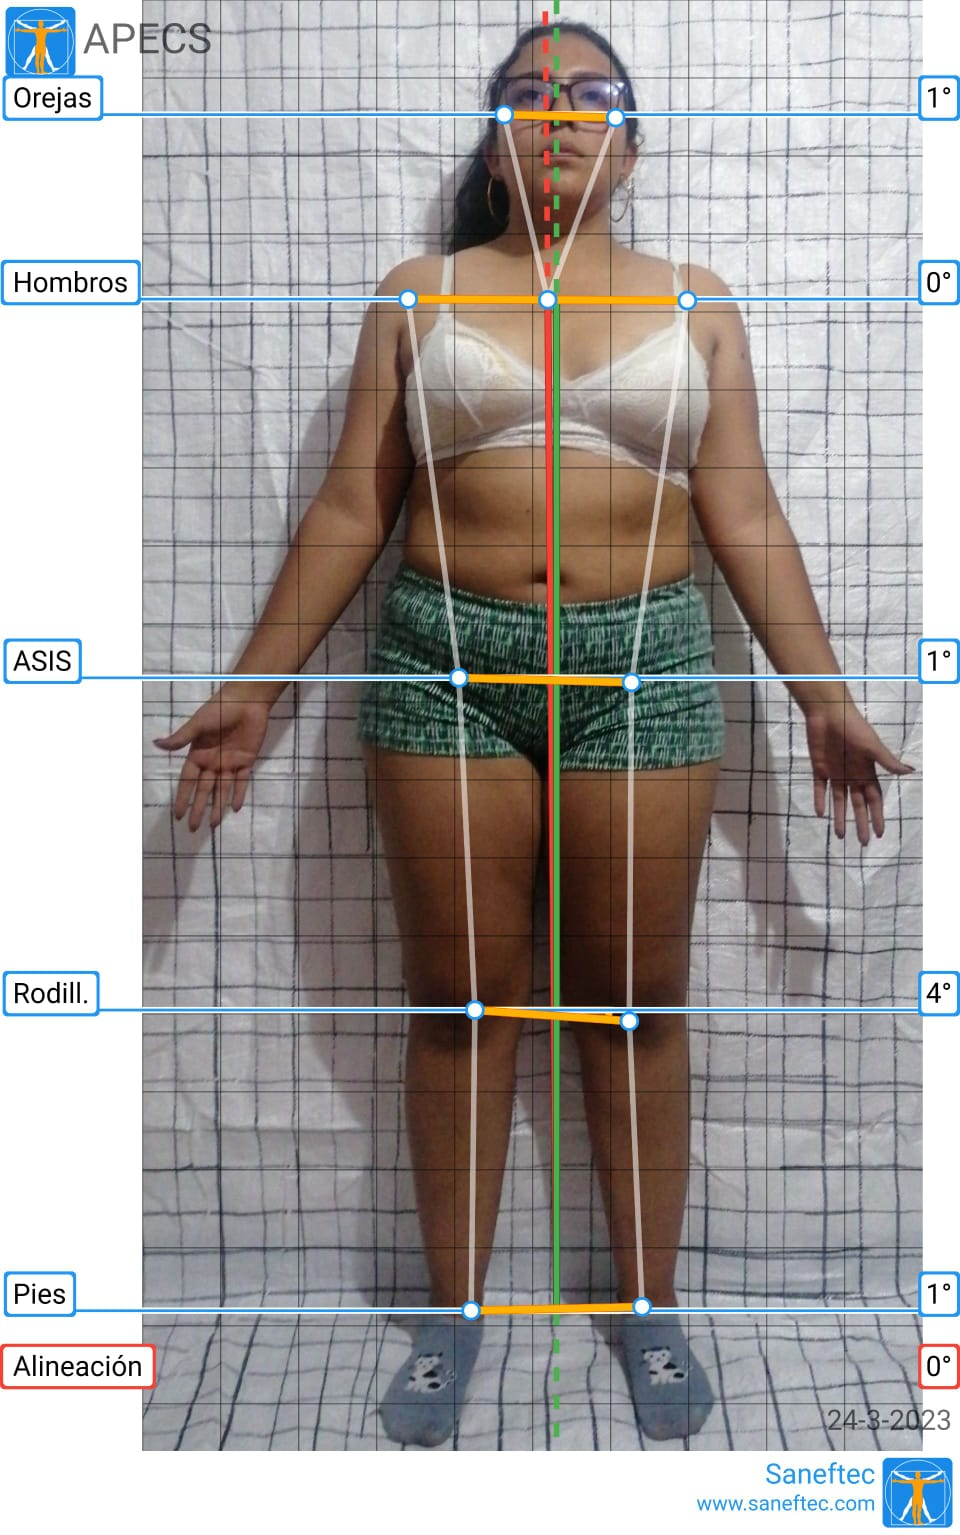 APECS
Orejas 1°
Hombros 0°
ASIS 1°
Rodill. 4°
Pies 1°
Alineación 0°
24-3-2023
Saneftec
www.saneftec.com